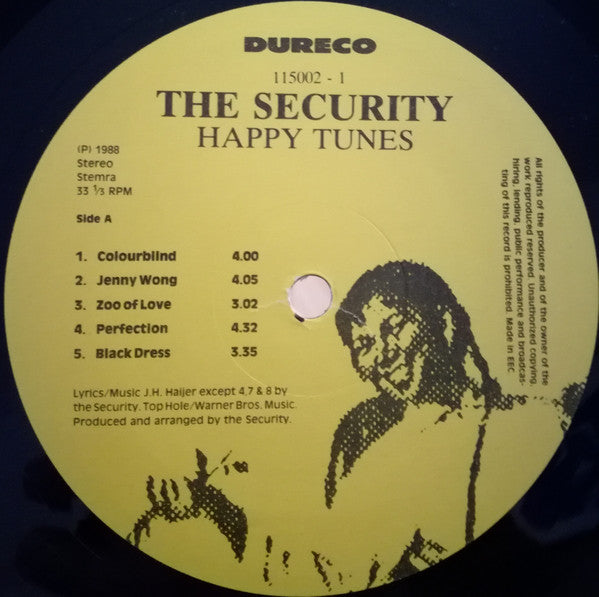 DURECO
115002 - 1
THE SECURITY
HAPPY TUNES
(P) 1988
Stereo
Stemra
33 1/3 RPM
Side A
1. Colourblind 4.00
2. Jenny Wong 4.05
3. Zoo of Love 3.02
4. Perfection 4.32
5. Black Dress 3.35
Lyrics/Music J.H. Haijer except 4,7 & 8 by
the Security. Top Hole/Warner Bros. Music.
Produced and arranged by the Security.
All rights of the producer and of the owner of the
work reproduced reserved. Unauthorized copying,
hiring, lending, public performance and broadcas-
ting of this record is prohibited. Made in EEC